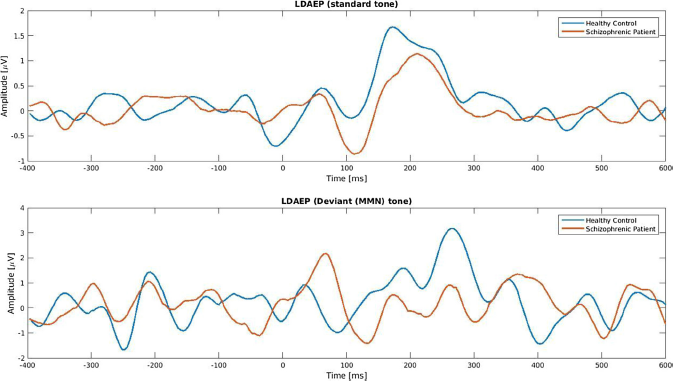 LDAEP (standard tone)
Amplitude [μV]
2
1.5
1
0.5
0
-0.5
-1
Healthy Control
Schizophrenic Patient
-400 -300 -200 -100 0 100 200 300 400 500 600
Time [ms]
LDAEP (Deviant (MMN) tone)
Amplitude [μV]
4
3
2
1
0
-1
-2
Healthy Control
Schizophrenic Patient
-400 -300 -200 -100 0 100 200 300 400 500 600
Time [ms]